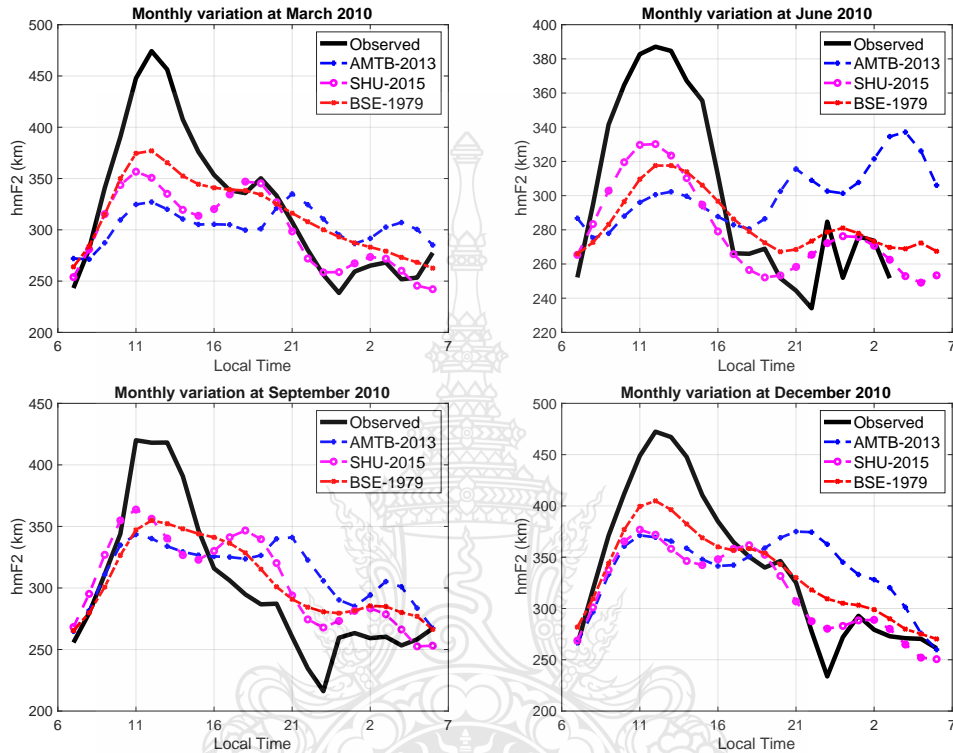 Monthly variation at March 2010
500
450
400
350
300
250
200
hmF2 (km)
6 11 16 21 2 7
Local Time
Observed
AMTB-2013
SHU-2015
BSE-1979
Monthly variation at June 2010
400
380
360
340
320
300
280
260
240
220
hmF2 (km)
6 11 16 21 2 7
Local Time
Observed
AMTB-2013
SHU-2015
BSE-1979
Monthly variation at September 2010
450
400
350
300
250
200
hmF2 (km)
6 11 16 21 2 7
Local Time
Observed
AMTB-2013
SHU-2015
BSE-1979
Monthly variation at December 2010
500
450
400
350
300
250
200
hmF2 (km)
6 11 16 21 2 7
Local Time
Observed
AMTB-2013
SHU-2015
BSE-1979